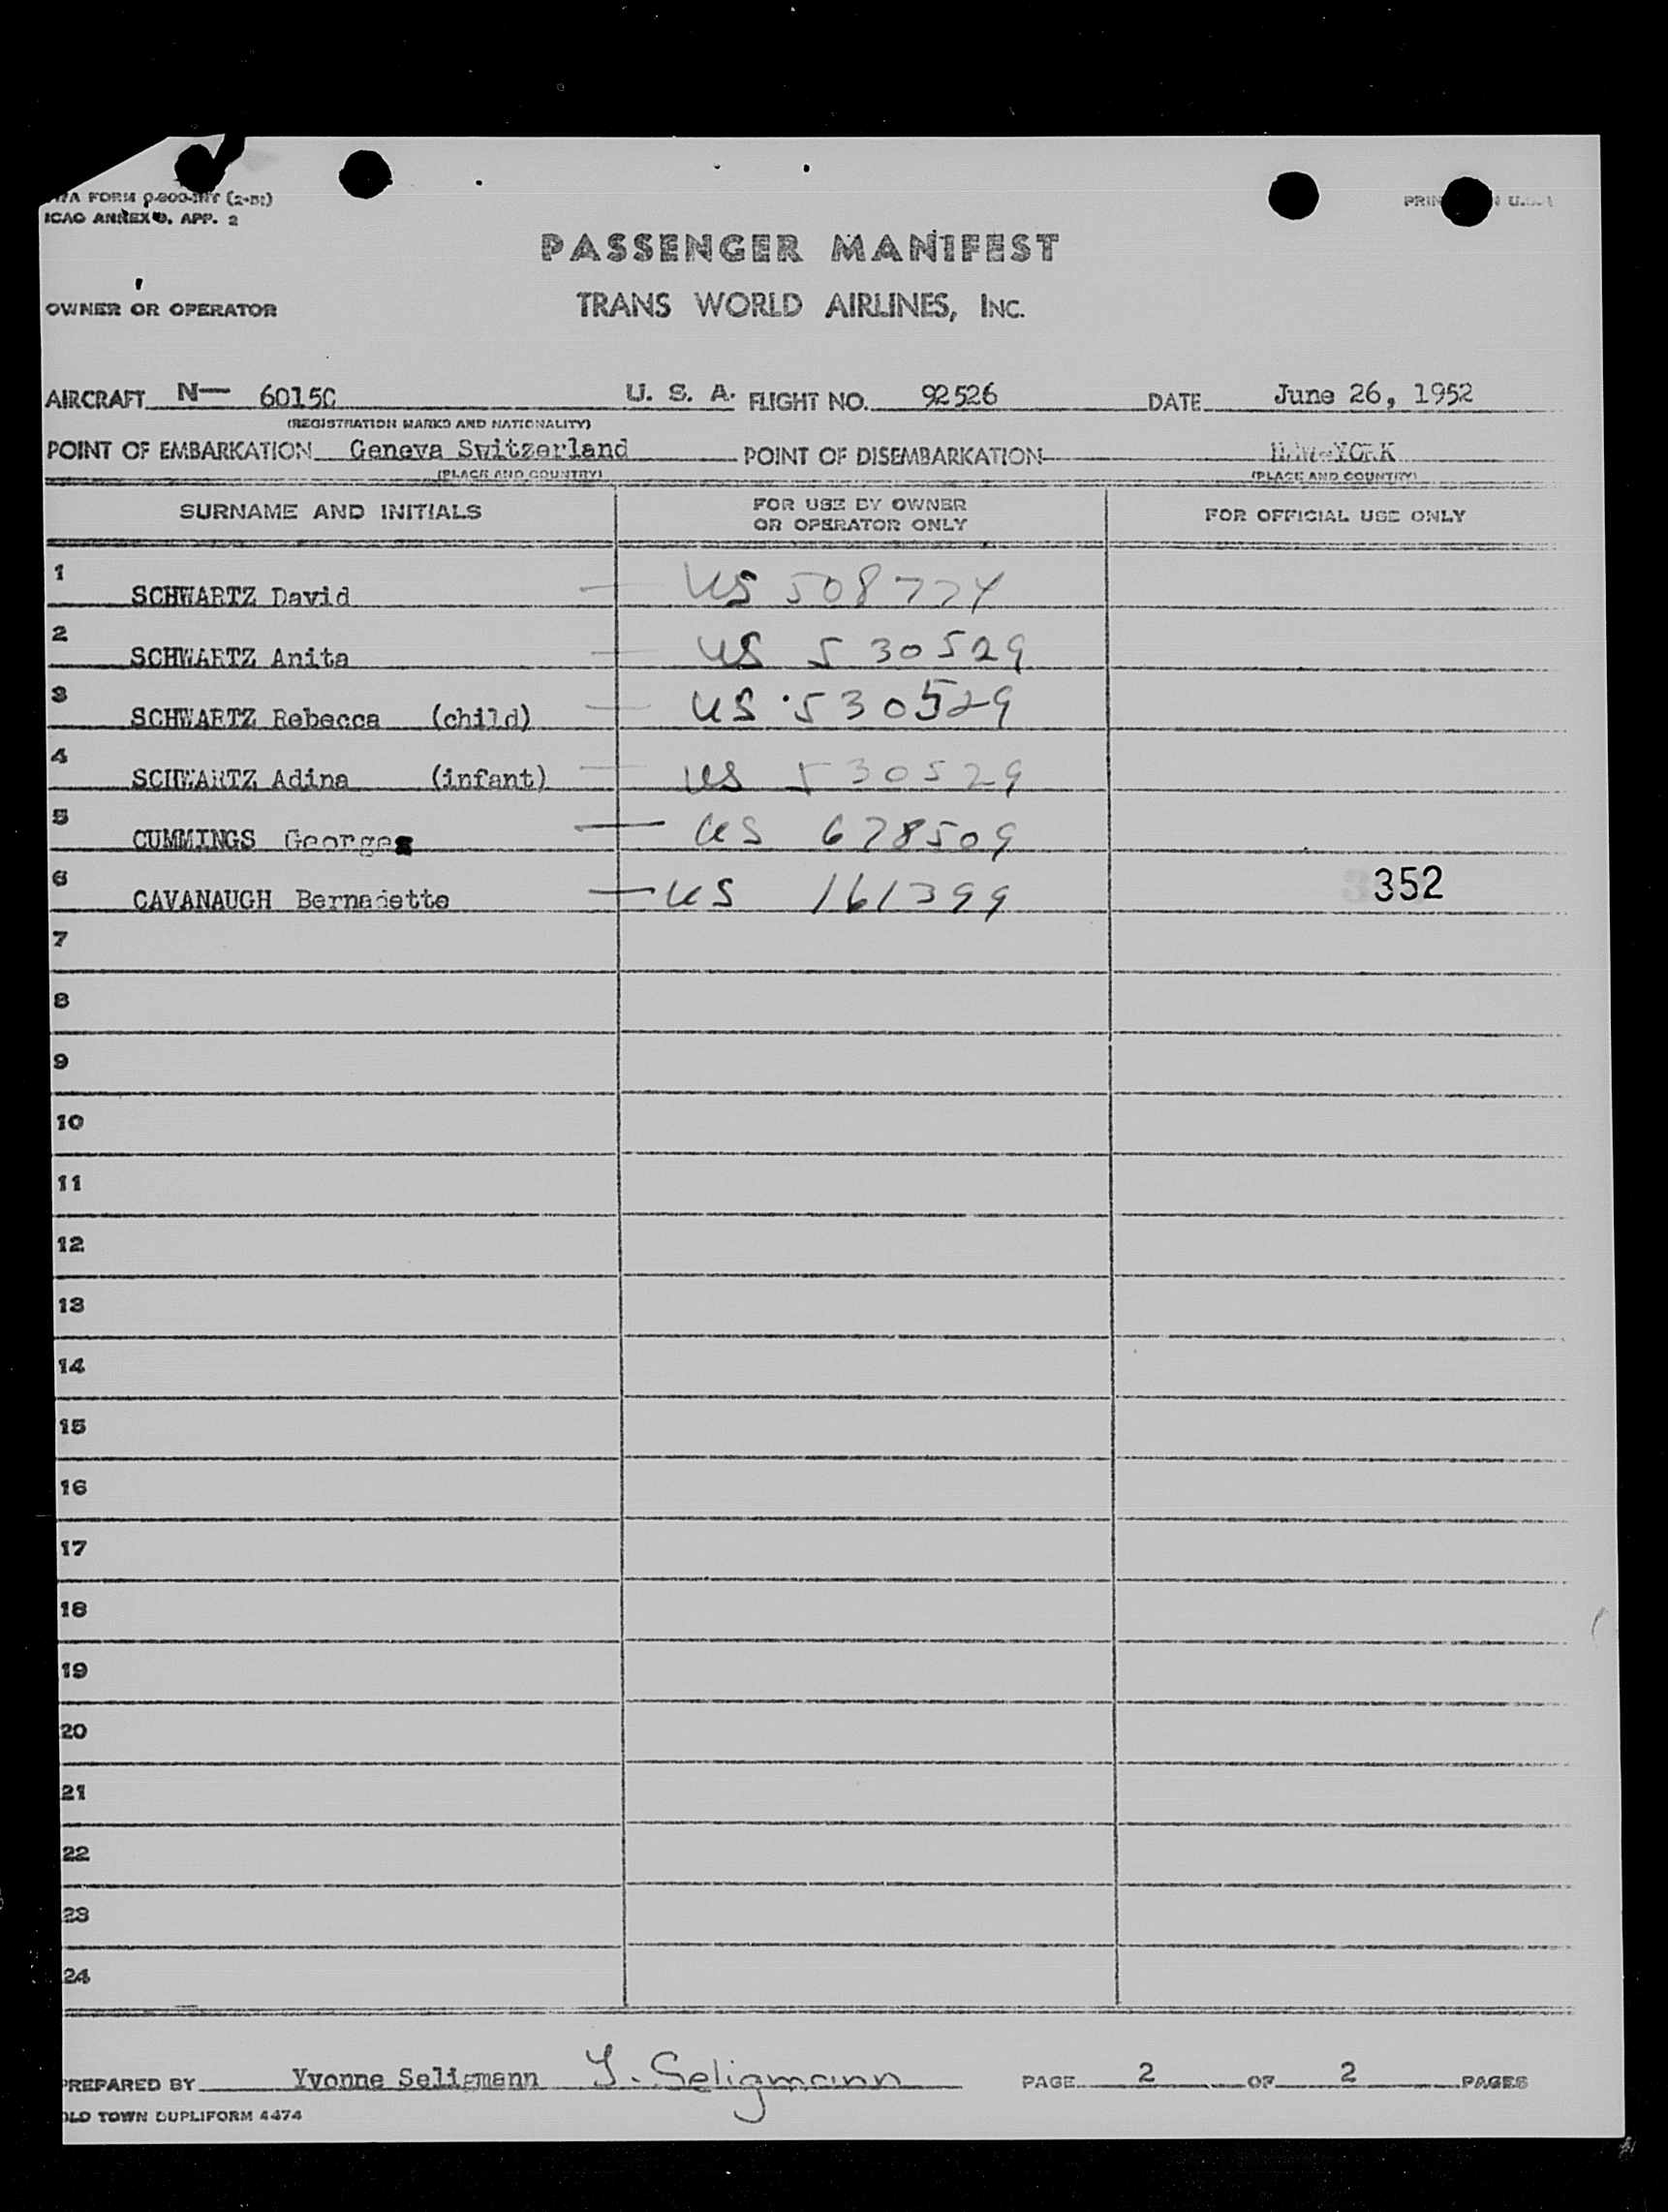 FORM (2-51)
ICAO ANNEX 9, APP. 2
PASSENGER MANIFEST
OWNER OR OPERATOR
TRANS WORLD AIRLINES, INC.
AIRCRAFT N— 6015C U. S. A. FLIGHT NO. 92526 DATE June 26, 1952
(REGISTRATION MARKS AND NATIONALITY)
POINT OF EMBARKATION Geneva Switzerland POINT OF DISEMBARKATION NEW YORK
(PLACE AND COUNTRY) (PLACE AND COUNTRY)
SURNAME AND INITIALS FOR USE BY OWNER OR OPERATOR ONLY FOR OFFICIAL USE ONLY
1 SCHWARTZ David — US 508774
2 SCHWARTZ Anita — US 530529
3 SCHWARTZ Rebecca (child) — US 530529
4 SCHWARTZ Adina (infant) — US 530529
5 CUMMINGS George — US 678509
6 CAVANAUGH Bernadette — US 161399 352
7
8
9
10
11
12
13
14
15
16
17
18
19
20
21
22
23
24
PREPARED BY Yvonne Seligmann Y. Seligmann PAGE 2 OF 2 PAGES
OLD TOWN DUPLIFORM 4474